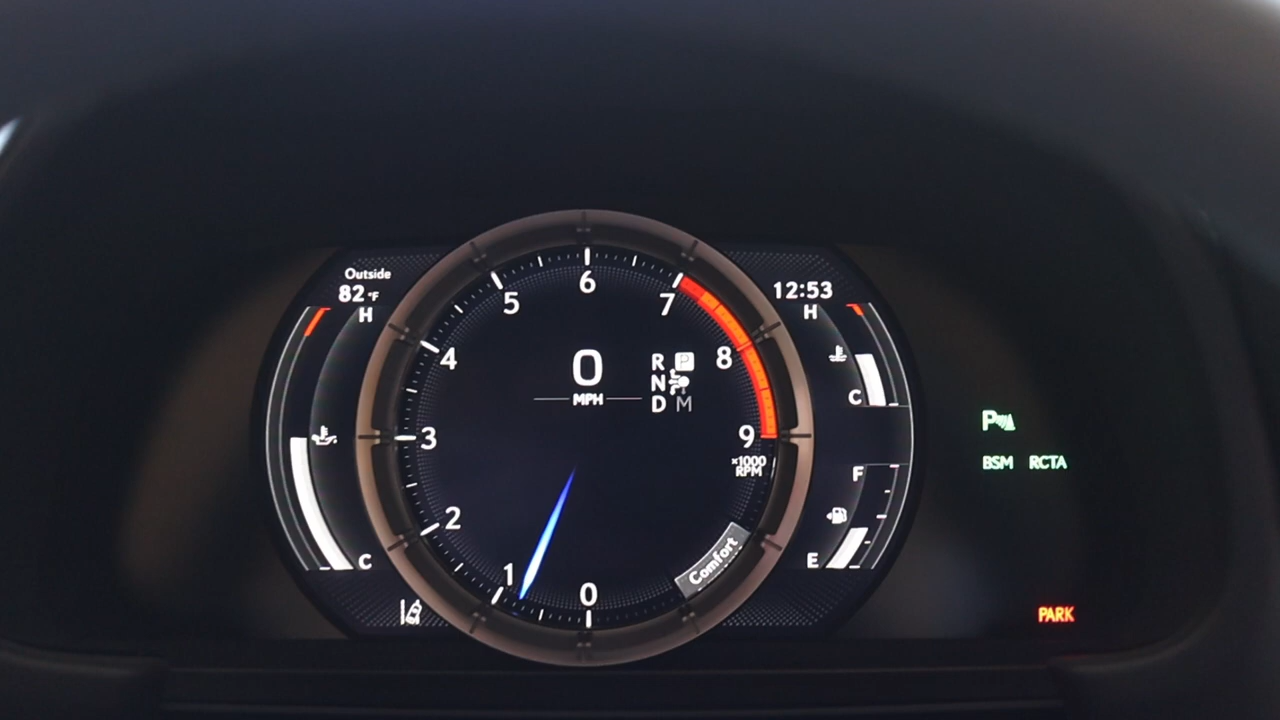 Outside
82°F
H
C
0
1
2
3
4
5
6
7
8
9
×1000
RPM
0
MPH
R P
N
D M
Comfort
12:53
H
C
F
E
P
BSM RCTA
PARK